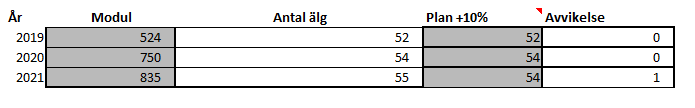 År Modul Antal älg Plan +10% Avvikelse
2019 524 52 52 0
2020 750 54 54 0
2021 835 55 54 1